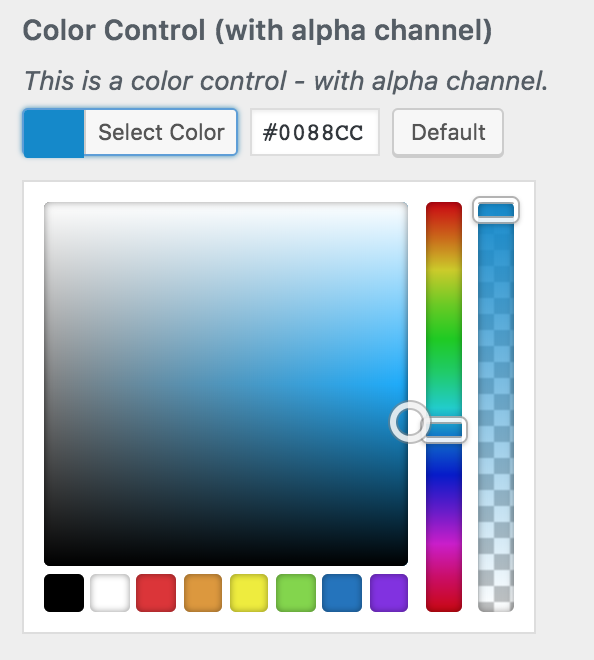 Color Control (with alpha channel)
This is a color control - with alpha channel.
Select Color #0088CC Default